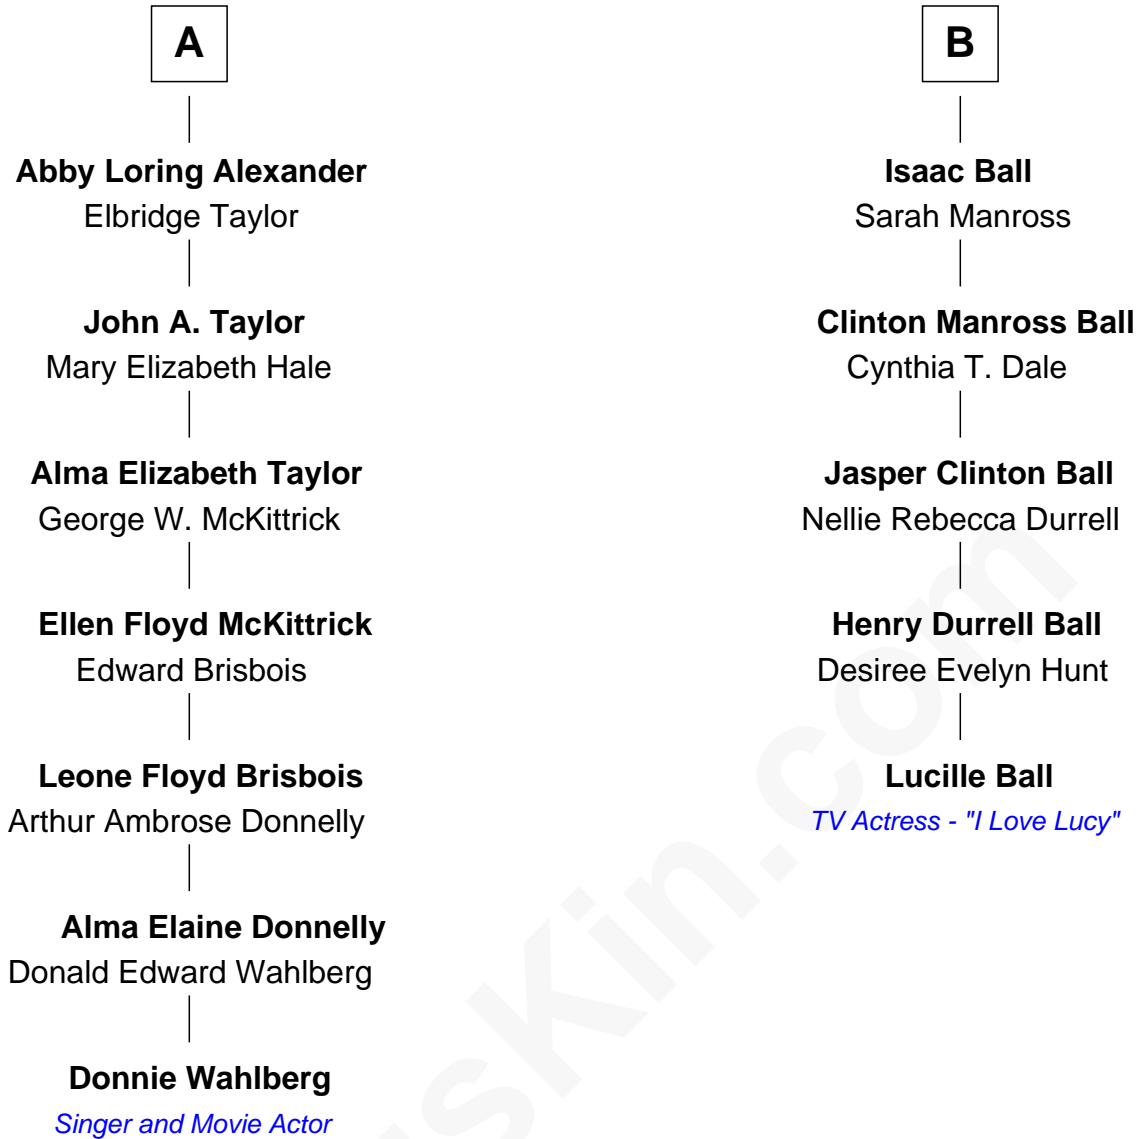 A
Abby Loring Alexander
Elbridge Taylor
John A. Taylor
Mary Elizabeth Hale
Alma Elizabeth Taylor
George W. McKittrick
Ellen Floyd McKittrick
Edward Brisbois
Leone Floyd Brisbois
Arthur Ambrose Donnelly
Alma Elaine Donnelly
Donald Edward Wahlberg
Donnie Wahlberg
Singer and Movie Actor
B
Isaac Ball
Sarah Manross
Clinton Manross Ball
Cynthia T. Dale
Jasper Clinton Ball
Nellie Rebecca Durrell
Henry Durrell Ball
Desiree Evelyn Hunt
Lucille Ball
TV Actress - "I Love Lucy"